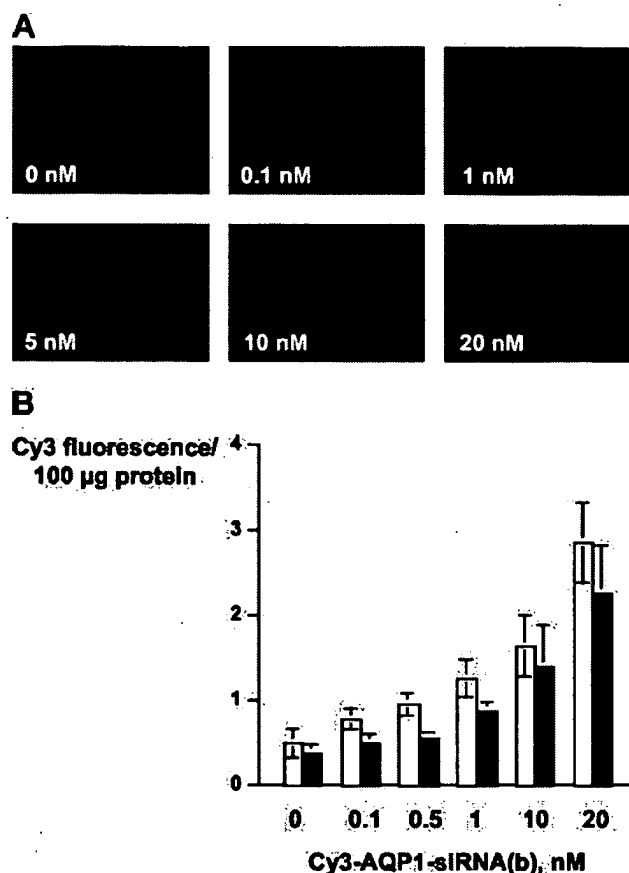 A
0 nM
0.1 nM
1 nM
5 nM
10 nM
20 nM
B
Cy3 fluorescence/
100 µg protein
4
3
2
1
0
0 0.1 0.5 1 10 20
Cy3-AQP1-siRNA(b), nM